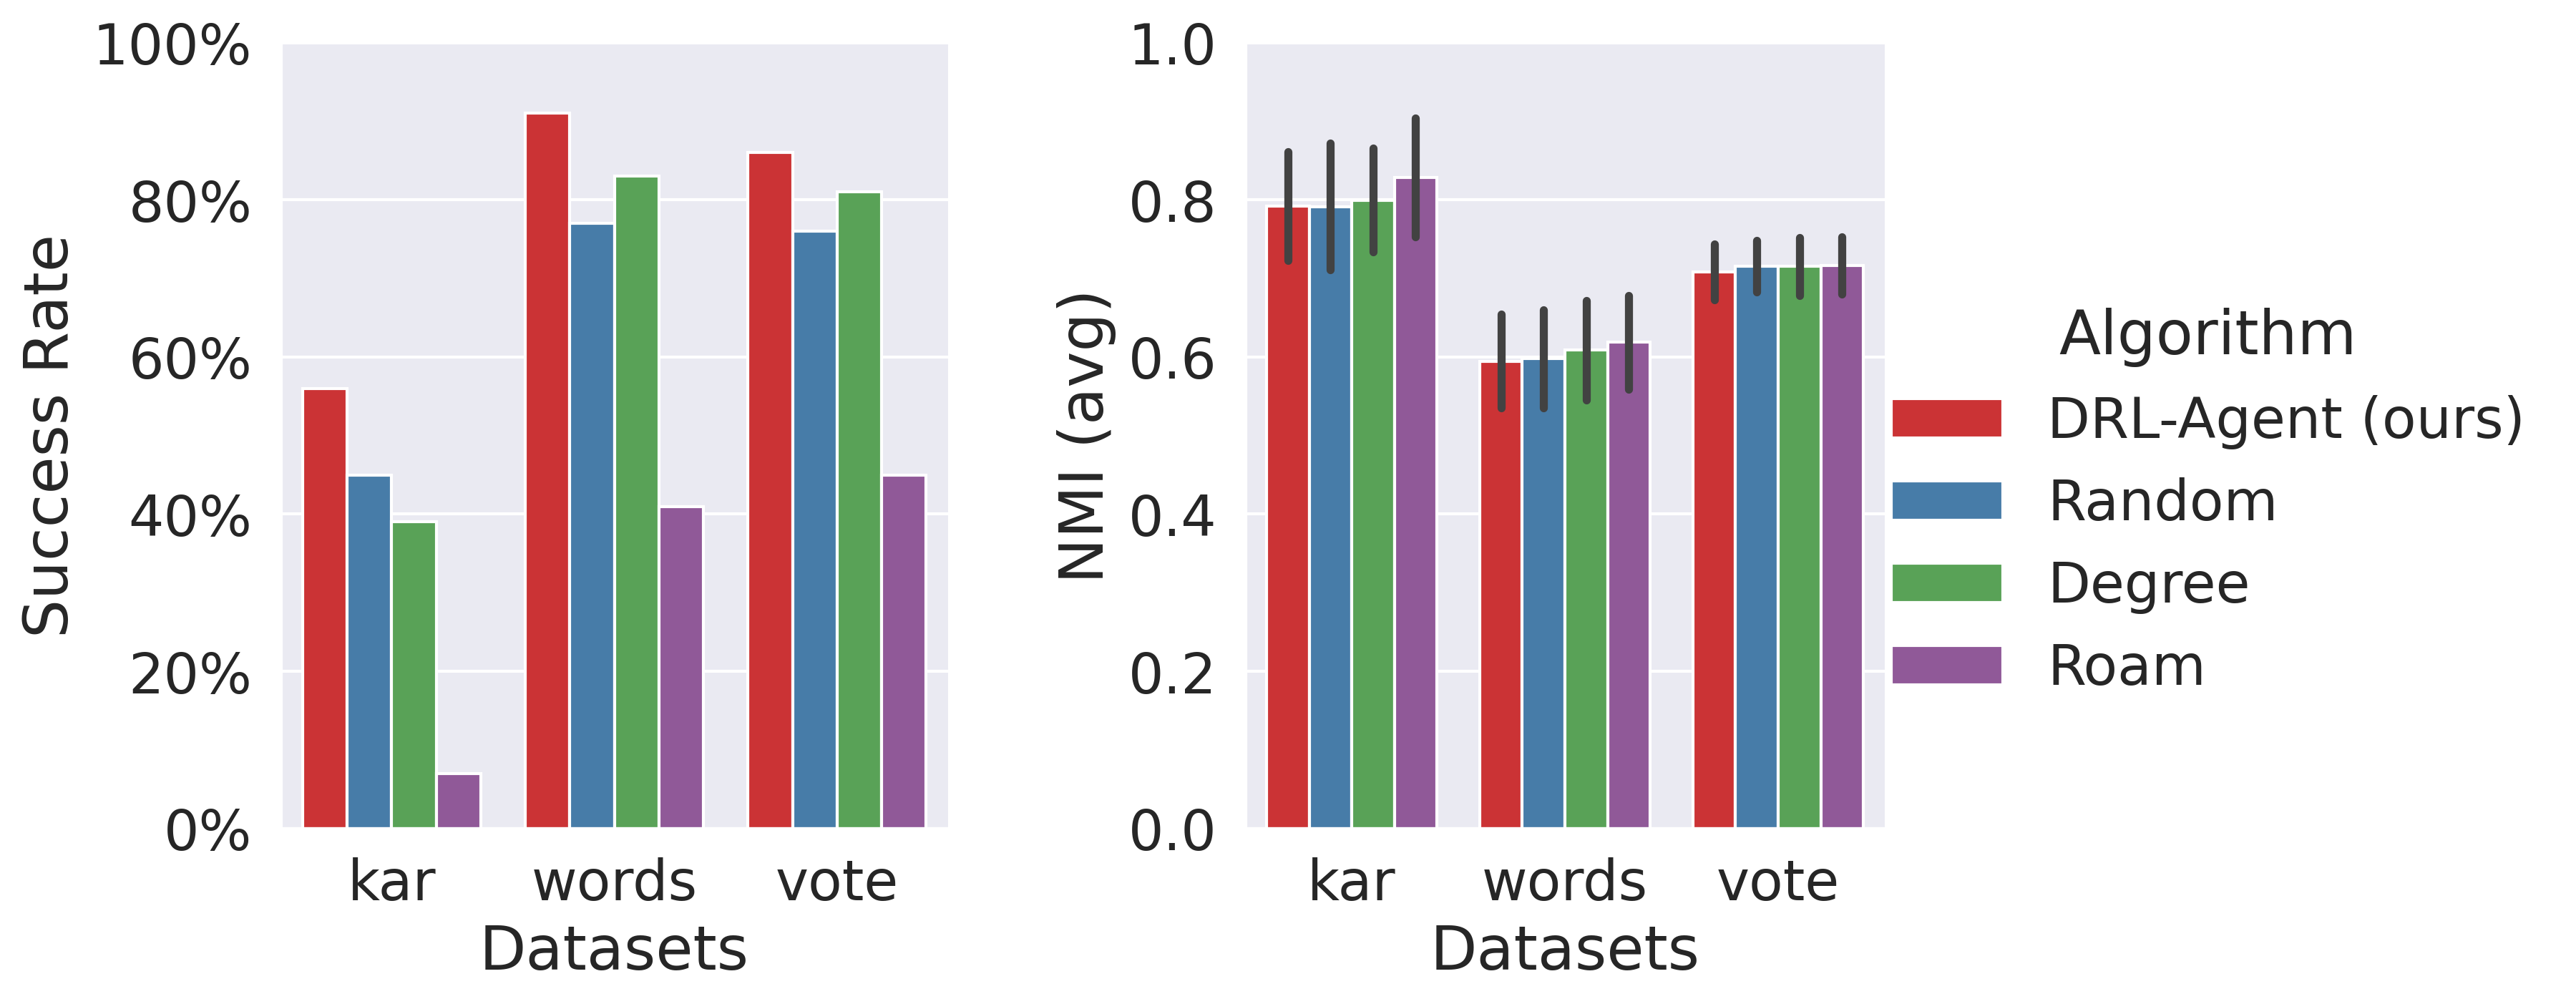 100%
80%
60%
40%
20%
0%
Success Rate
kar words vote
Datasets
1.0
0.8
0.6
0.4
0.2
0.0
NMI (avg)
kar words vote
Datasets
Algorithm
DRL-Agent (ours)
Random
Degree
Roam